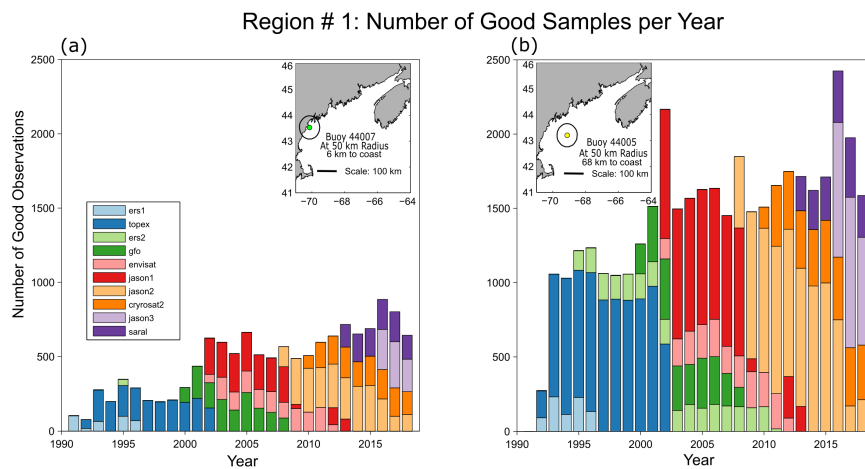 Region # 1: Number of Good Samples per Year
(a)
Number of Good Observations
2500
2000
1500
1000
500
0
1990
1995
2000
2005
2010
2015
Year
ers1
topex
ers2
gfo
envisat
jason1
jason2
cryrosat2
jason3
saral
46
45
44
43
42
41
−70
−68
−66
−64
Buoy 44007
At 50 km Radius
6 km to coast
Scale: 100 km
(b)
2500
2000
1500
1000
500
0
1990
1995
2000
2005
2010
2015
Year
46
45
44
43
42
41
−70
−68
−66
−64
Buoy 44005
At 50 km Radius
68 km to coast
Scale: 100 km